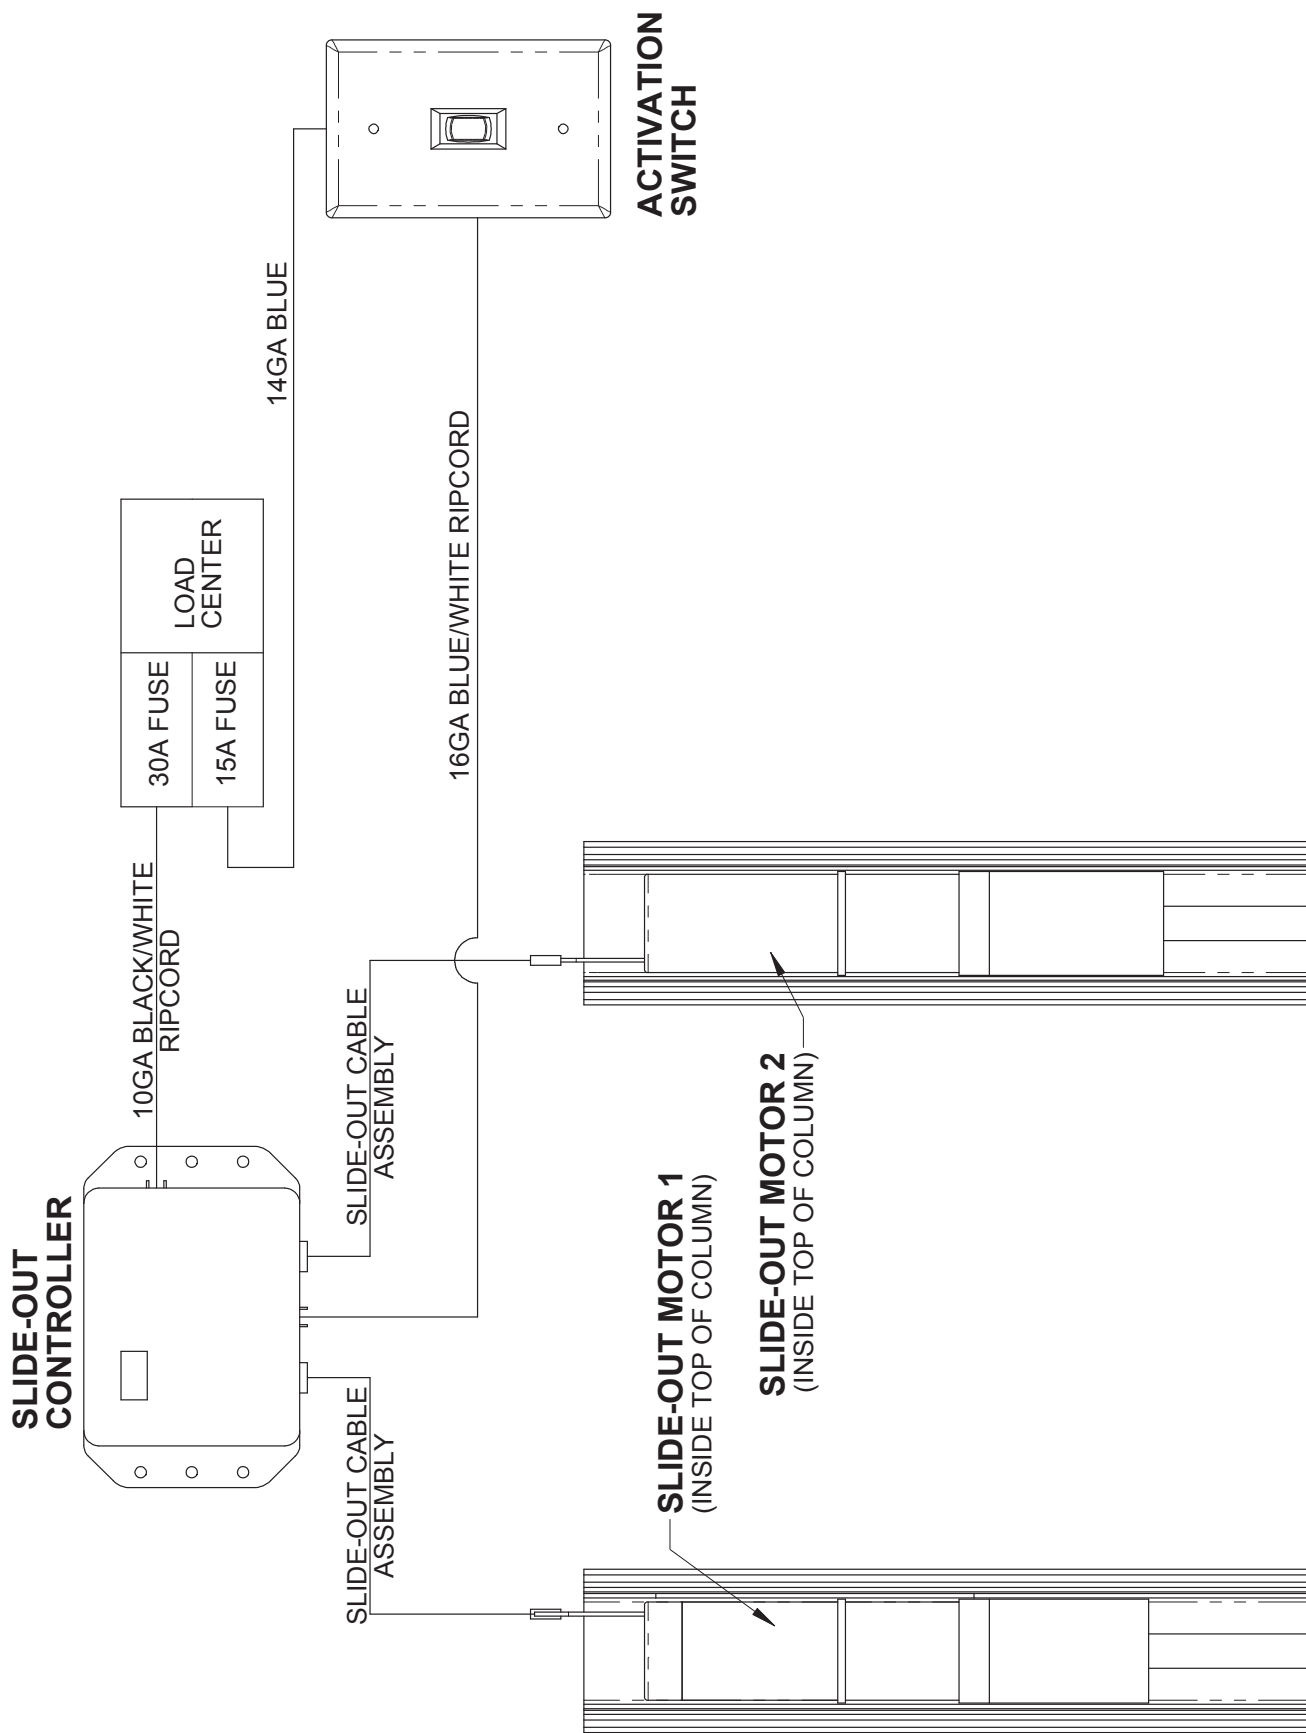 SLIDE-OUT
CONTROLLER
10GA BLACK/WHITE
RIPCORD
30A FUSE
15A FUSE
LOAD
CENTER
14GA BLUE
ACTIVATION
SWITCH
SLIDE-OUT CABLE
ASSEMBLY
SLIDE-OUT CABLE
ASSEMBLY
16GA BLUE/WHITE RIPCORD
SLIDE-OUT MOTOR 1
(INSIDE TOP OF COLUMN)
SLIDE-OUT MOTOR 2
(INSIDE TOP OF COLUMN)